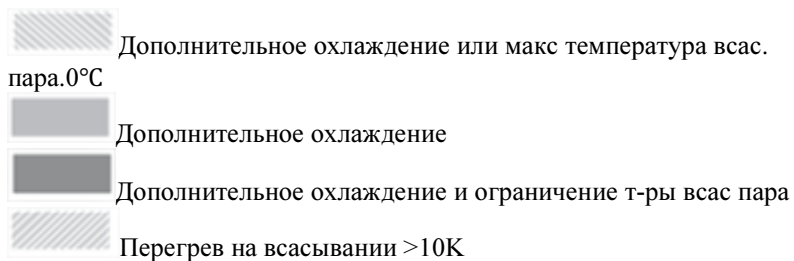 Дополнительное охлаждение или макс температура всас.
пара.0°C
Дополнительное охлаждение
Дополнительное охлаждение и ограничение т-ры всас пара
Перегрев на всасывании >10K